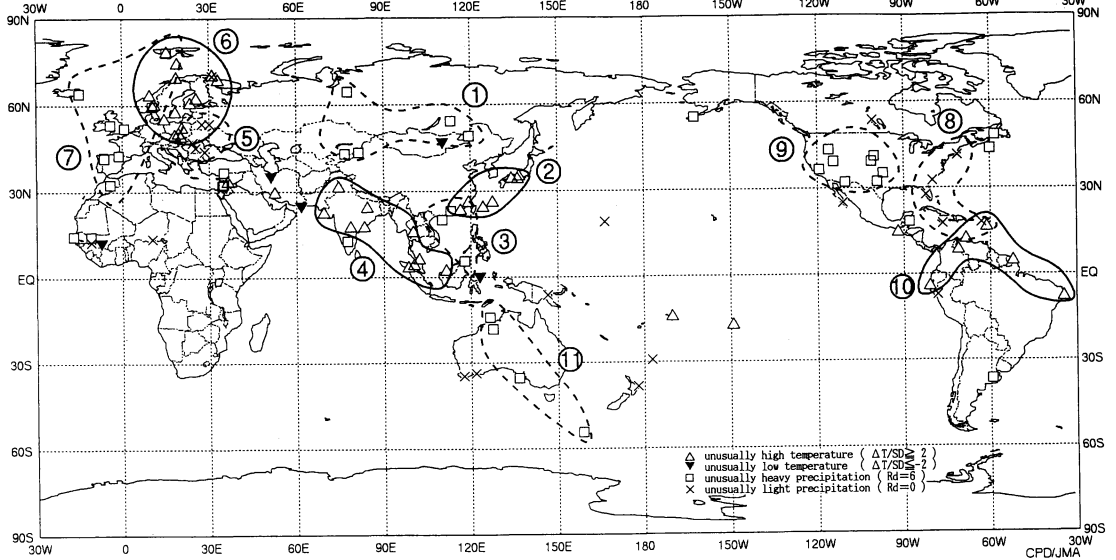 30W 0 30E 60E 90E 120E 150E 180 150W 120W 90W 60W 30W
90N 90N
⑥
①
60N 60N
⑧
⑤
⑦ ⑨
②
30N 30N
③
④
EQ EQ
⑩
⑪
30S 30S
60S 60S
△ unusually high temperature ( ΔT/SD≧ 2 )
▼ unusually low temperature ( ΔT/SD≦-2 )
□ unusually heavy precipitation ( Rd=6 )
× unusually light precipitation ( Rd=0 )
90S 90S
30W 0 30E 60E 90E 120E 150E 180 150W 120W 90W 60W 30W
CPD/JMA